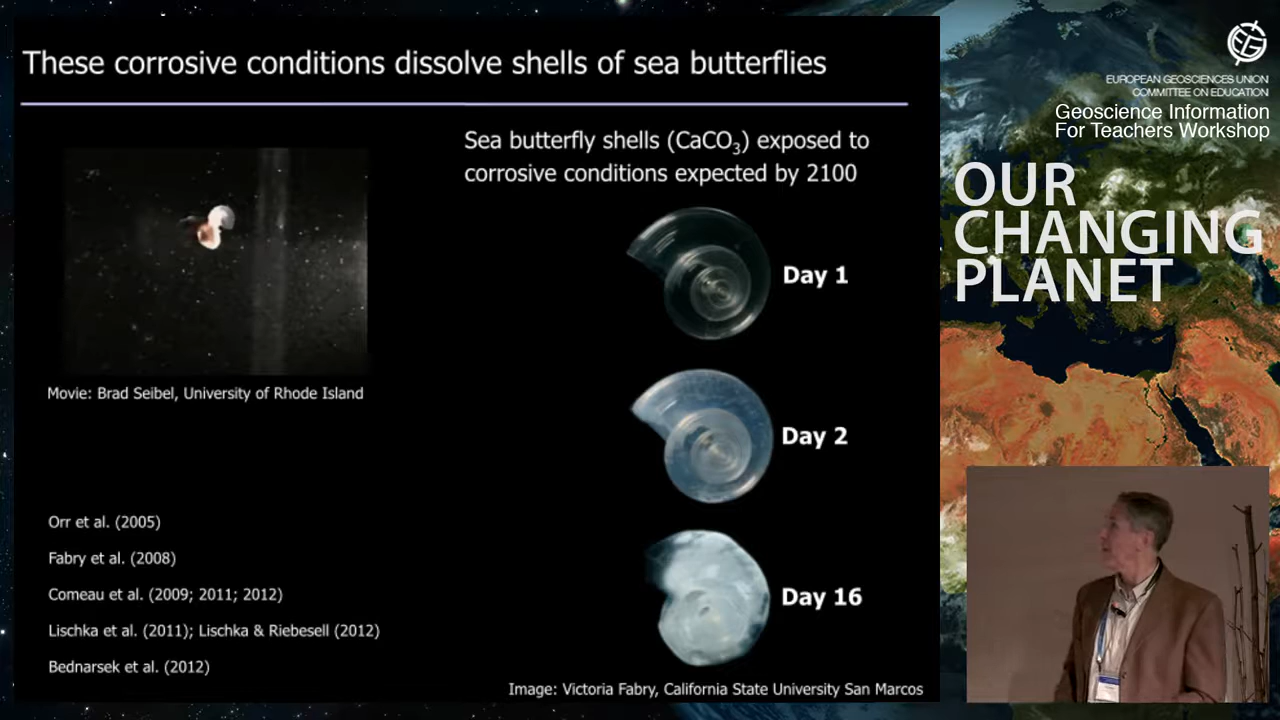 These corrosive conditions dissolve shells of sea butterflies
Sea butterfly shells (CaCO₃) exposed to
corrosive conditions expected by 2100
Day 1
Day 2
Day 16
Movie: Brad Seibel, University of Rhode Island
Orr et al. (2005)
Fabry et al. (2008)
Comeau et al. (2009; 2011; 2012)
Lischka et al. (2011); Lischka & Riebesell (2012)
Bednarsek et al. (2012)
Image: Victoria Fabry, California State University San Marcos
EUROPEAN GEOSCIENCES UNION
COMMITTEE ON EDUCATION
Geoscience Information
For Teachers Workshop
OUR
CHANGING
PLANET